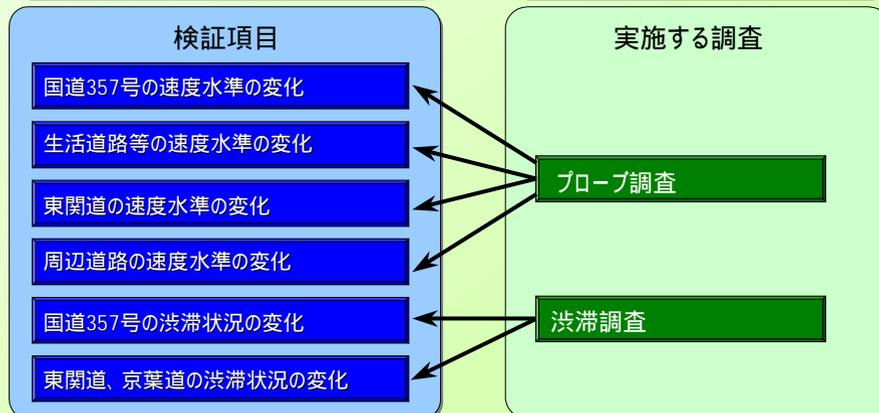 検証項目
国道357号の速度水準の変化
生活道路等の速度水準の変化
東関道の速度水準の変化
周辺道路の速度水準の変化
国道357号の渋滞状況の変化
東関道、京葉道の渋滞状況の変化
実施する調査
プローブ調査
渋滞調査